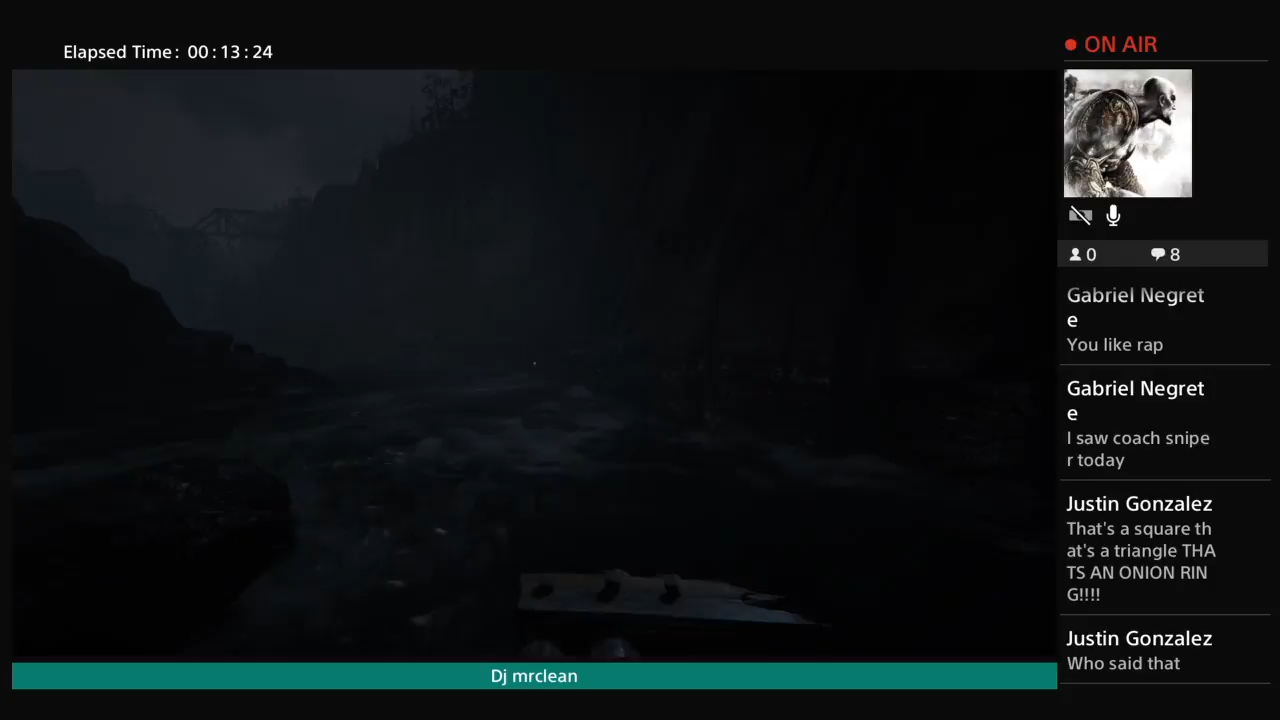 Elapsed Time: 00:13:24
ON AIR
0 8
Gabriel Negret
e
You like rap
Gabriel Negret
e
I saw coach snipe
r today
Justin Gonzalez
That's a square th
at's a triangle THA
TS AN ONION RIN
G!!!!
Justin Gonzalez
Who said that
Dj mrclean